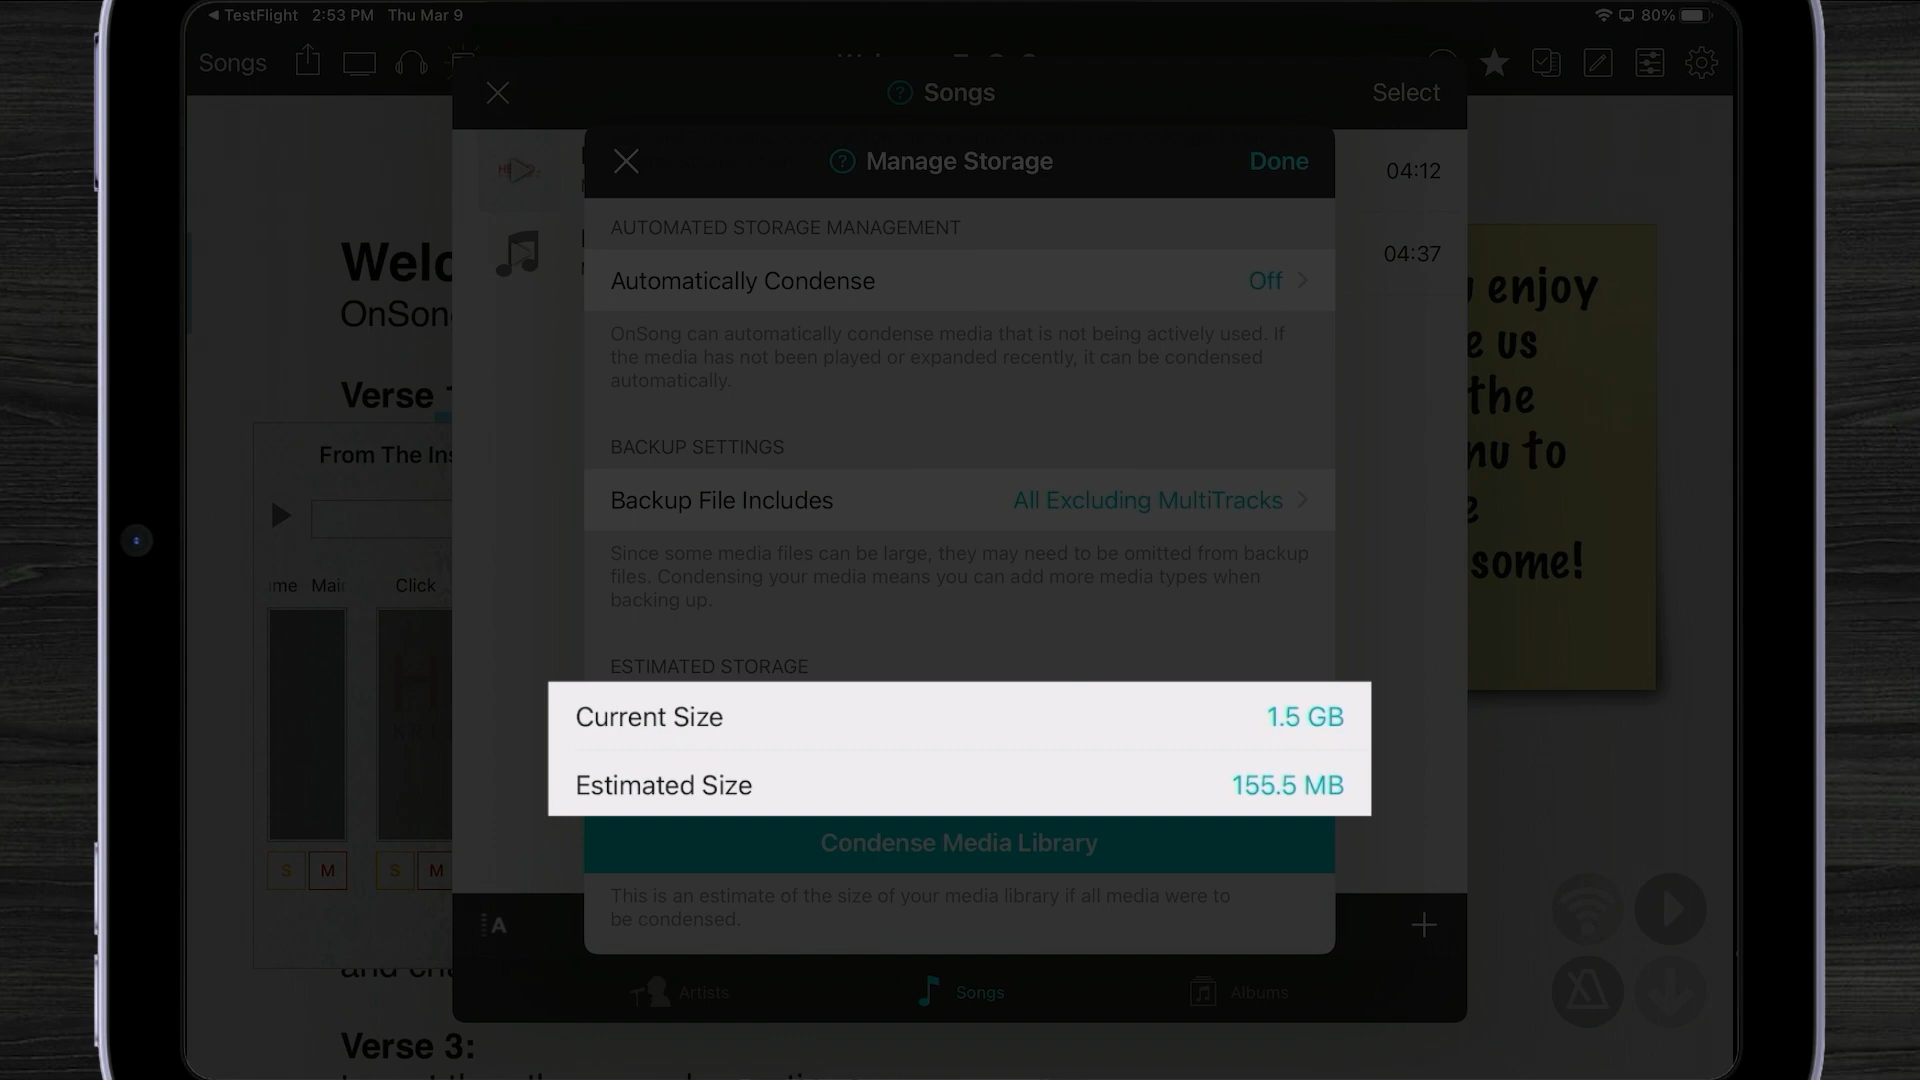 ◀ TestFlight 2:53 PM Thu Mar 9
80%
Songs
Songs
Select
Manage Storage
Done
04:12
04:37
AUTOMATED STORAGE MANAGEMENT
Automatically Condense
Off
OnSong can automatically condense media that is not being actively used. If
the media has not been played or expanded recently, it can be condensed
automatically.
BACKUP SETTINGS
Backup File Includes
All Excluding MultiTracks
Since some media files can be large, they may need to be omitted from backup
files. Condensing your media means you can add more media types when
backing up.
ESTIMATED STORAGE
Current Size
1.5 GB
Estimated Size
155.5 MB
Condense Media Library
This is an estimate of the size of your media library if all media were to
be condensed.
A
Artists
Songs
Albums
Welc
OnSon
Verse 1
From The Ins
me Main
Click
S M S M
Verse 3:
enjoy
e us
the
nu to
e
some!